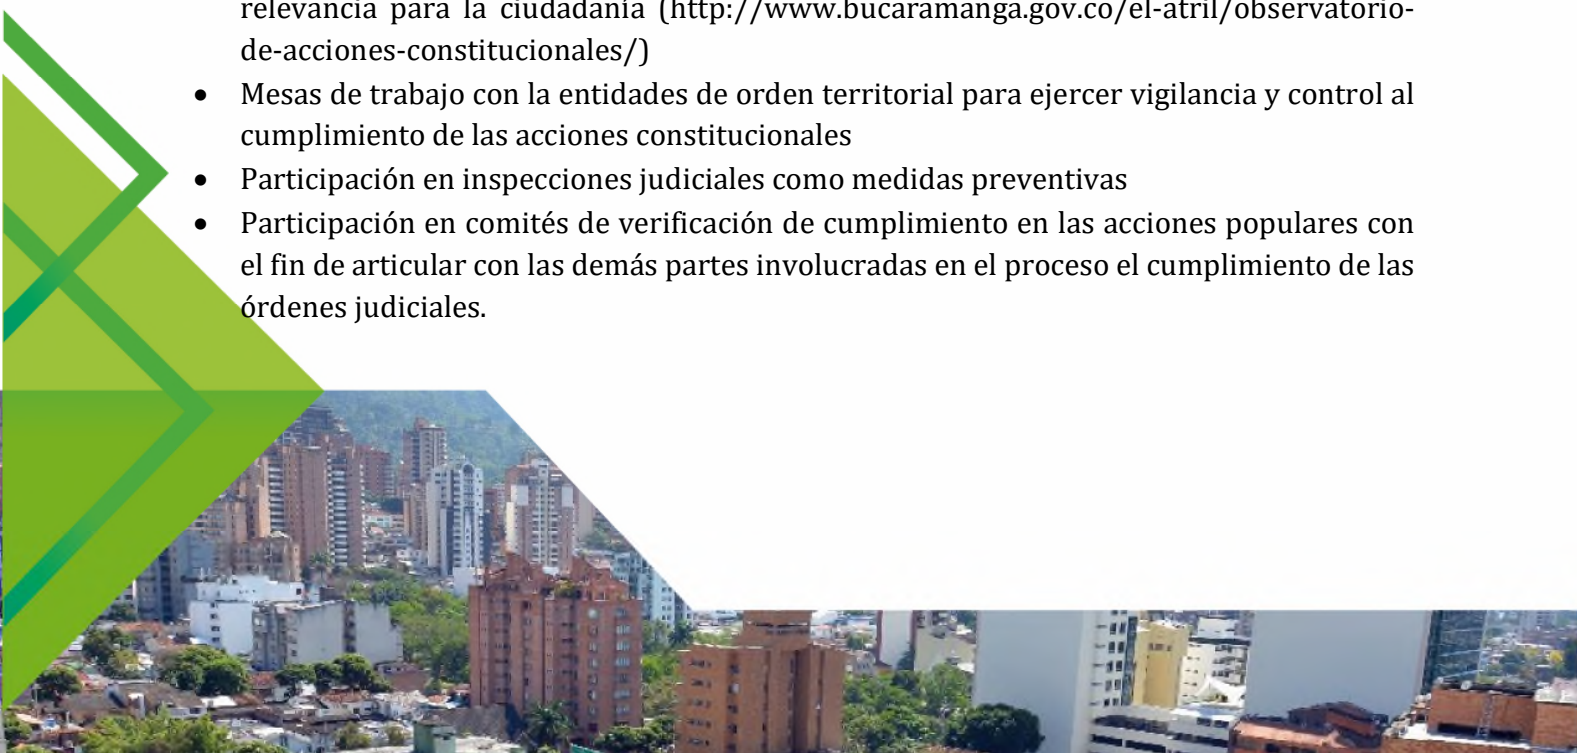 relevancia para la ciudadanía (http://www.bucaramanga.gov.co/el-atril/observatorio-
de-acciones-constitucionales/)
• Mesas de trabajo con la entidades de orden territorial para ejercer vigilancia y control al
cumplimiento de las acciones constitucionales
• Participación en inspecciones judiciales como medidas preventivas
• Participación en comités de verificación de cumplimiento en las acciones populares con
el fin de articular con las demás partes involucradas en el proceso el cumplimiento de las
órdenes judiciales.